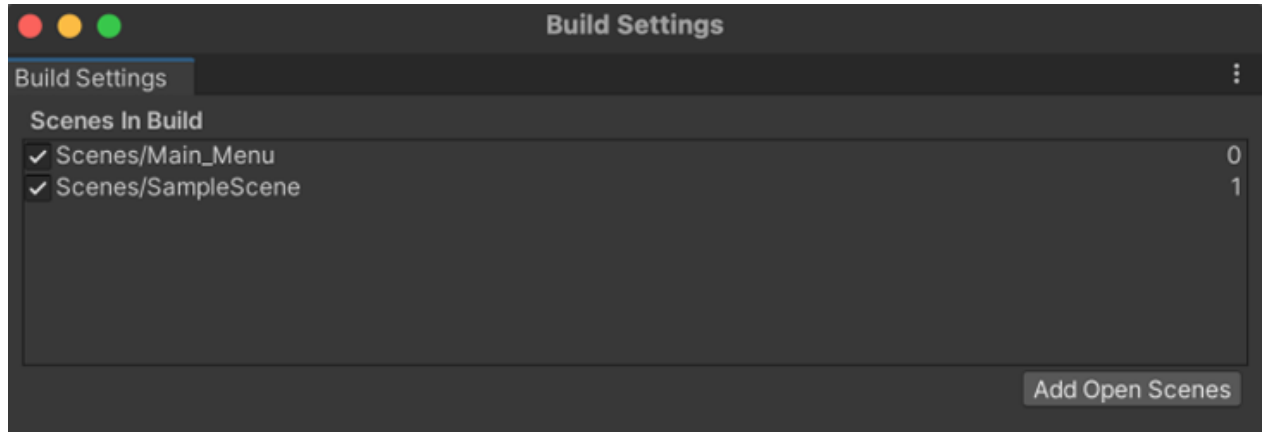 Build Settings
Build Settings
Scenes In Build
Scenes/Main_Menu 0
Scenes/SampleScene 1
Add Open Scenes